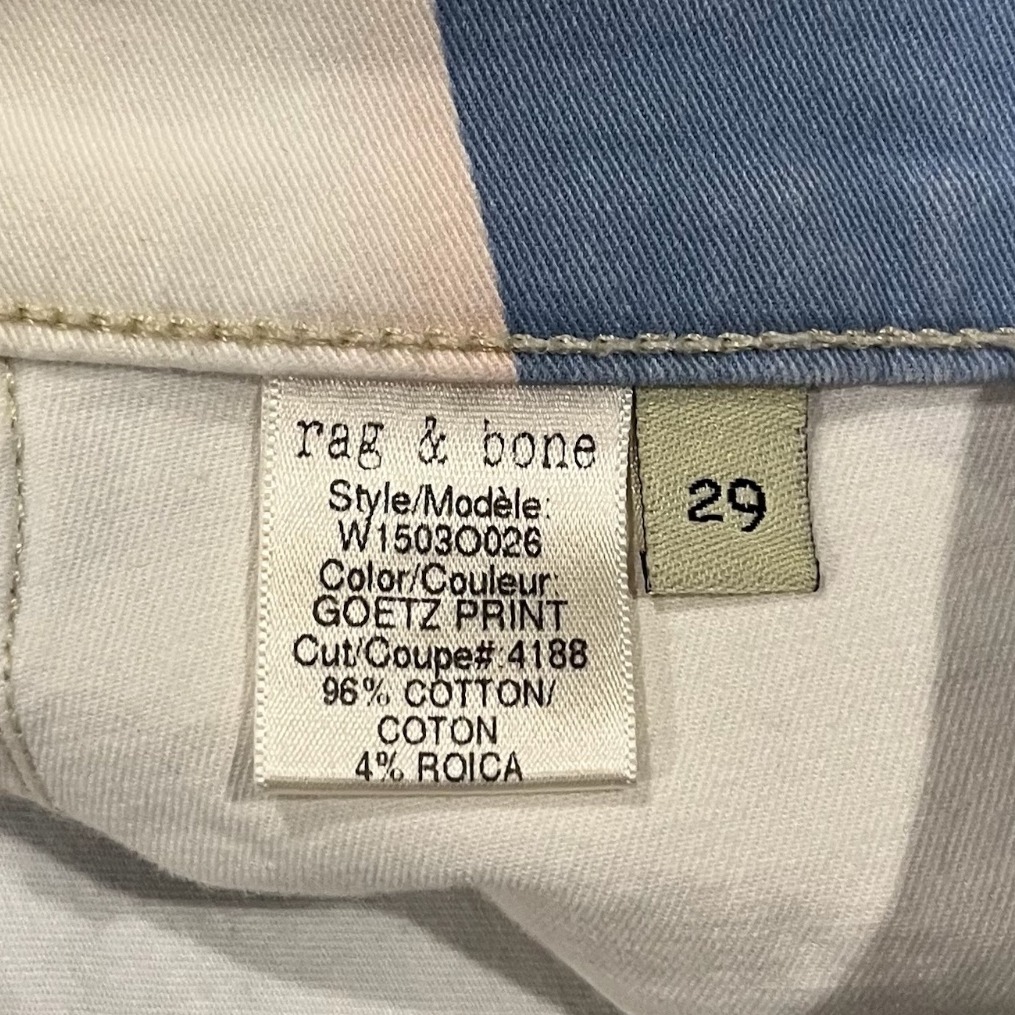 rag & bone
Style/Modèle:
W1503O026
Color/Couleur
GOETZ PRINT
Cut/Coupe# 4188
96% COTTON/
COTON
4% ROICA
29